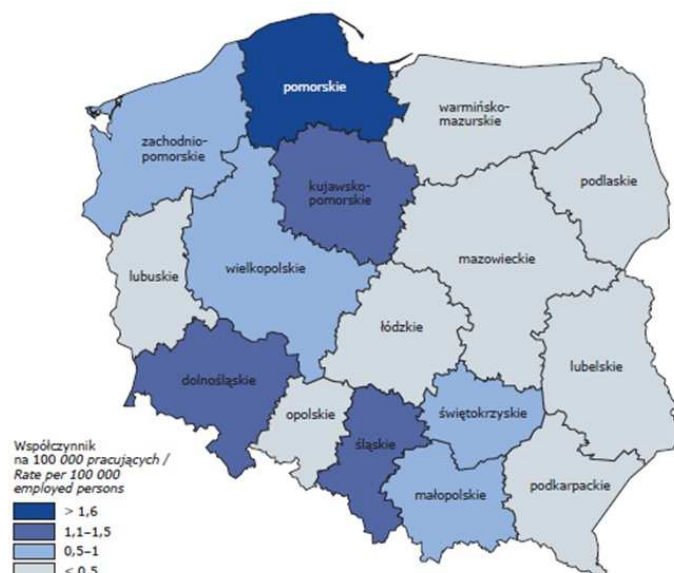 pomorskie
warmińsko-
mazurskie
zachodnio-
pomorskie
podlaskie
kujawsko-
pomorskie
mazowieckie
wielkopolskie
lubuskie
łódzkie
lubelskie
dolnośląskie
opolskie
świętokrzyskie
śląskie
małopolskie
podkarpackie
Współczynnik
na 100 000 pracujących /
Rate per 100 000
employed persons
> 1,6
1,1–1,5
0,5–1
< 0,5